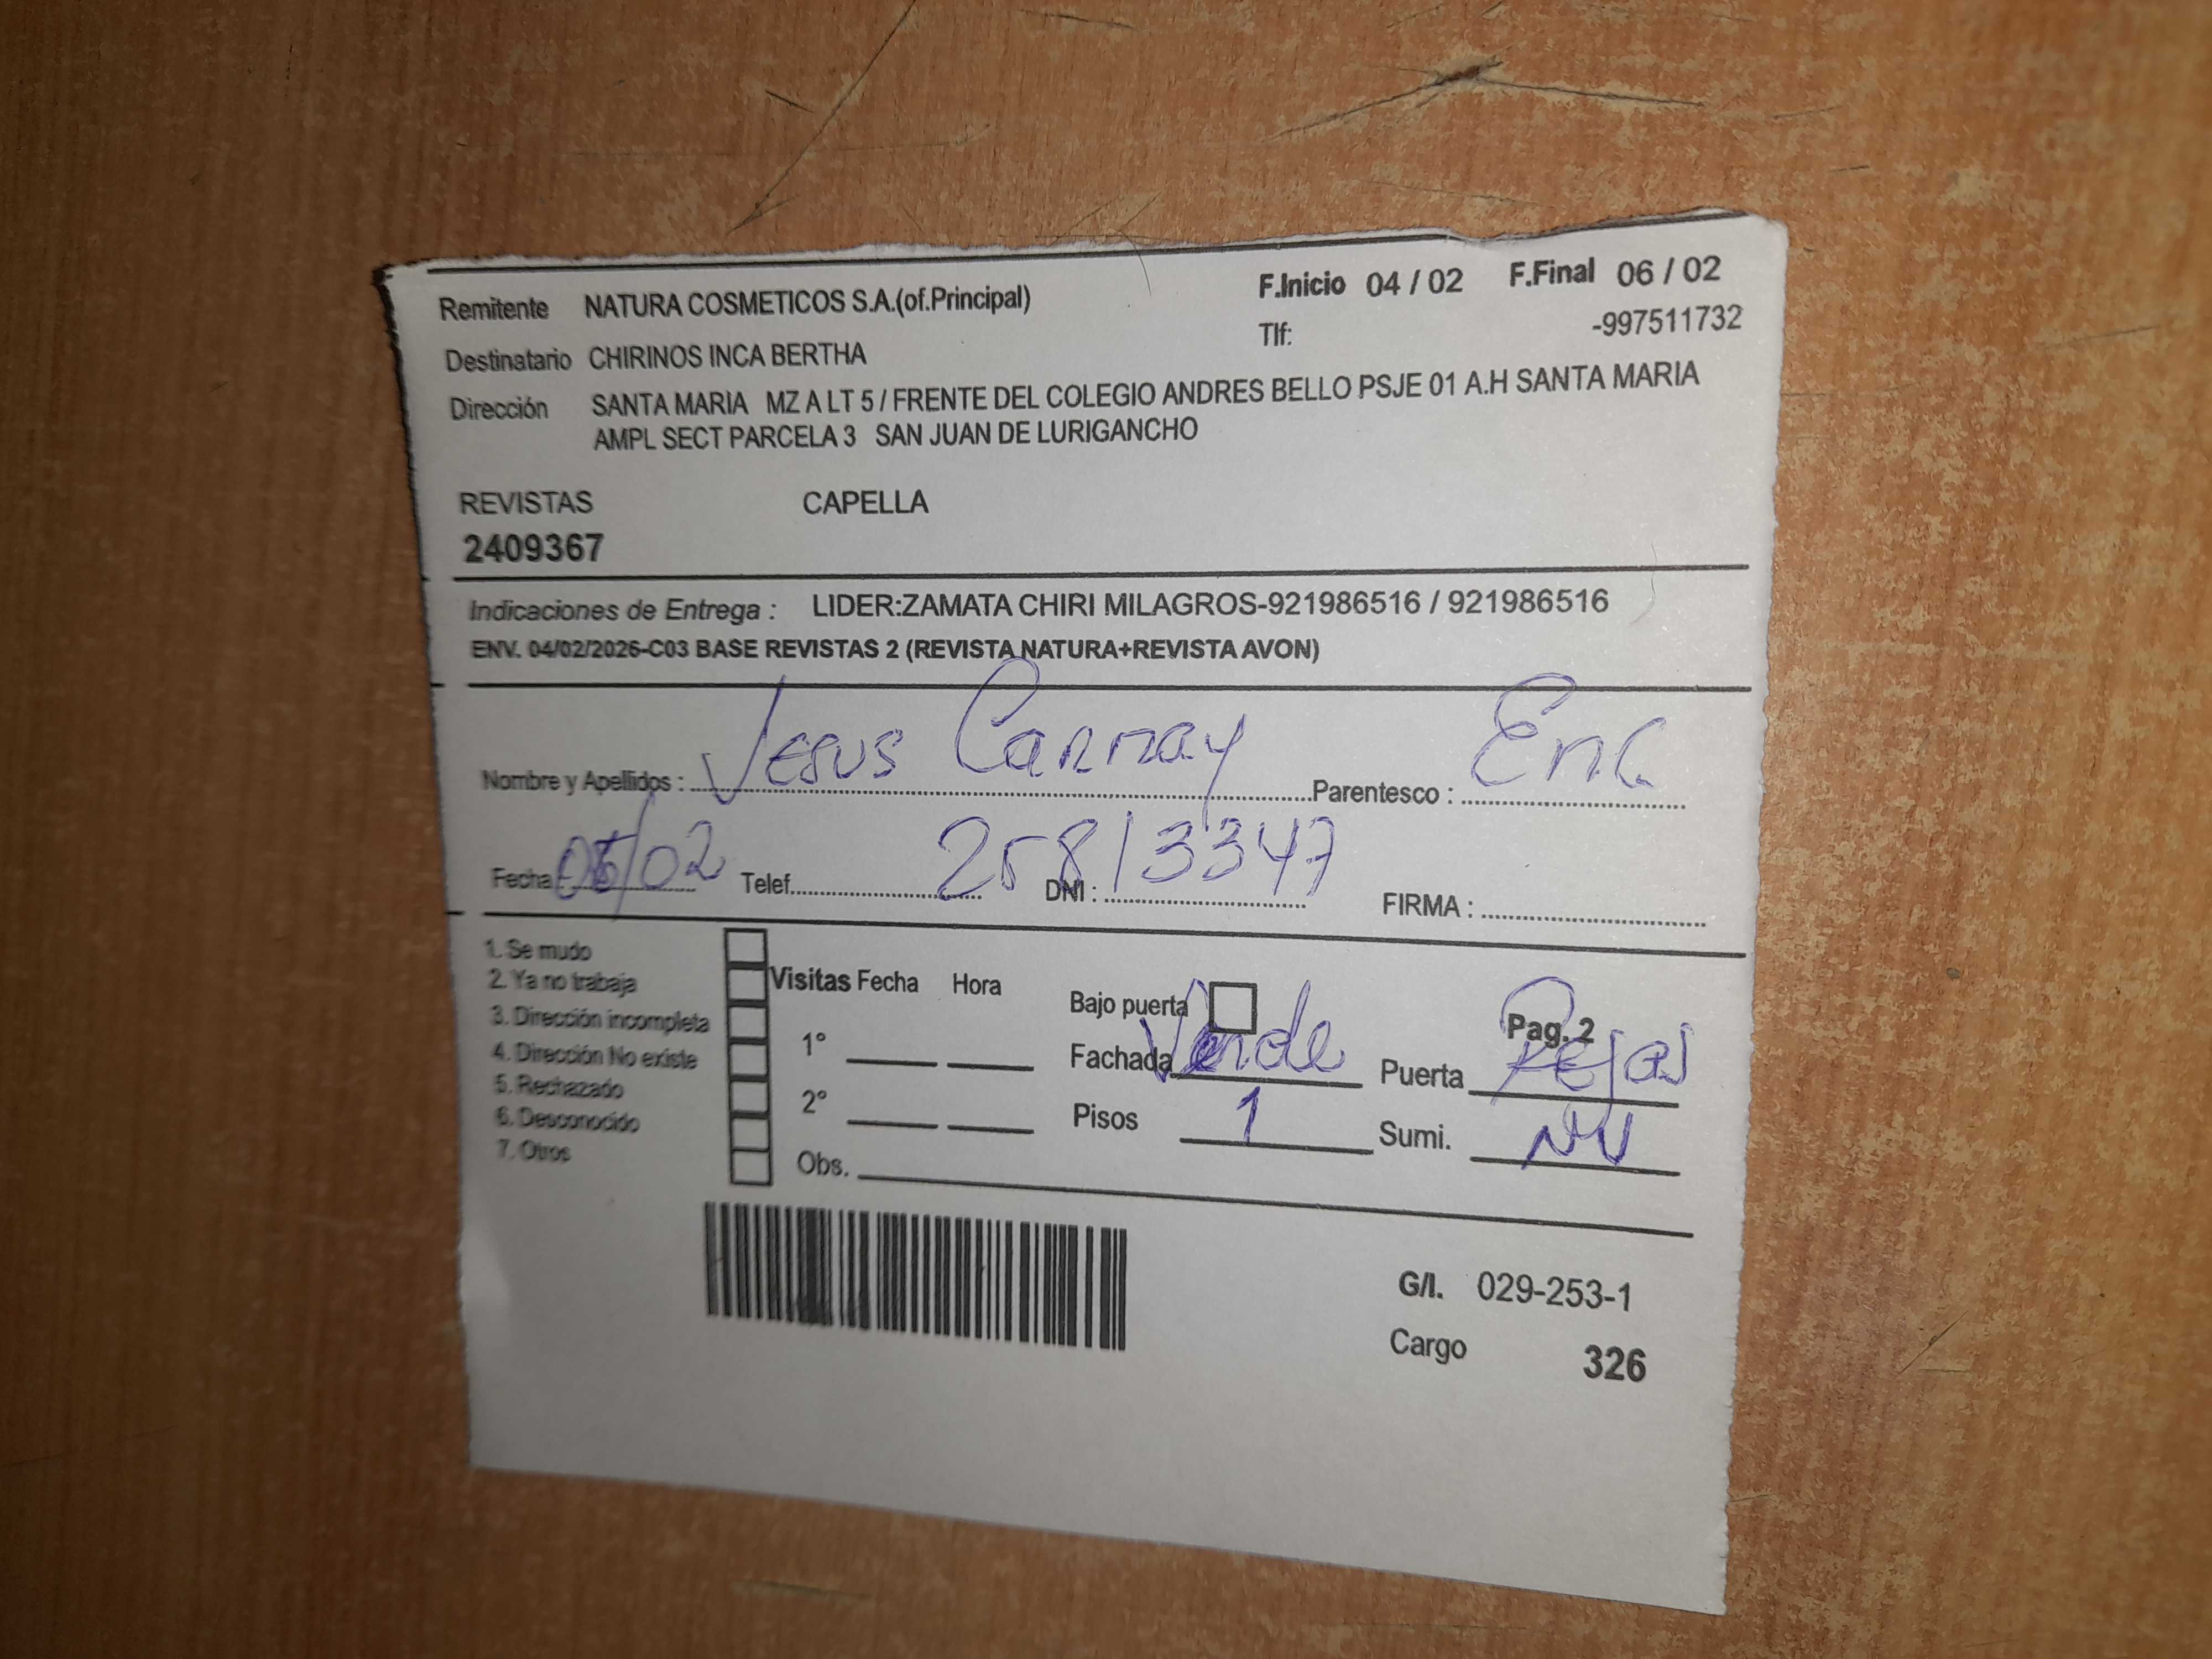 Remitente NATURA COSMETICOS S.A.(of.Principal) F.Inicio 04 / 02 F.Final 06 / 02
Tlf: -997511732
Destinatario CHIRINOS INCA BERTHA
Dirección SANTA MARIA MZ A LT 5 / FRENTE DEL COLEGIO ANDRES BELLO PSJE 01 A.H SANTA MARIA
AMPL SECT PARCELA 3 SAN JUAN DE LURIGANCHO
REVISTAS CAPELLA
2409367
Indicaciones de Entrega : LIDER:ZAMATA CHIRI MILAGROS-921986516 / 921986516
ENV. 04/02/2026-C03 BASE REVISTAS 2 (REVISTA NATURA+REVISTA AVON)
Nombre y Apellidos : Jesus Parentesco : Enc
Fecha /02 Telef. DNI : 25813347 FIRMA :
1. Se mudo
2. Ya no trabaja Visitas Fecha Hora Bajo puerta Pag. 2
3. Dirección incompleta 1° Fachada Verde Puerta Rejas
4. Dirección No existe
5. Rechazado 2° Pisos 1 Sumi. NV
6. Desconocido
7. Otros Obs.
G/I. 029-253-1
Cargo 326